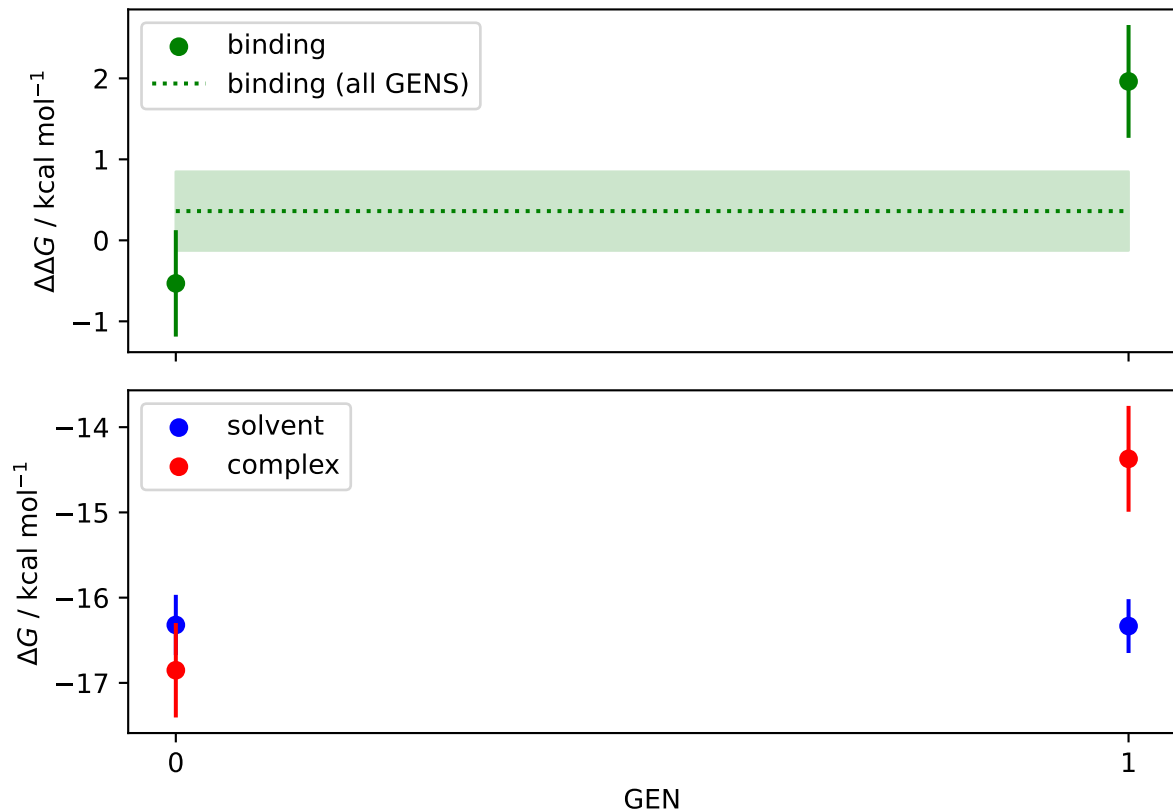 binding
binding (all GENS)
2
1
0
−1
ΔΔG / kcal mol⁻¹
solvent
complex
−14
−15
−16
−17
ΔG / kcal mol⁻¹
0
1
GEN